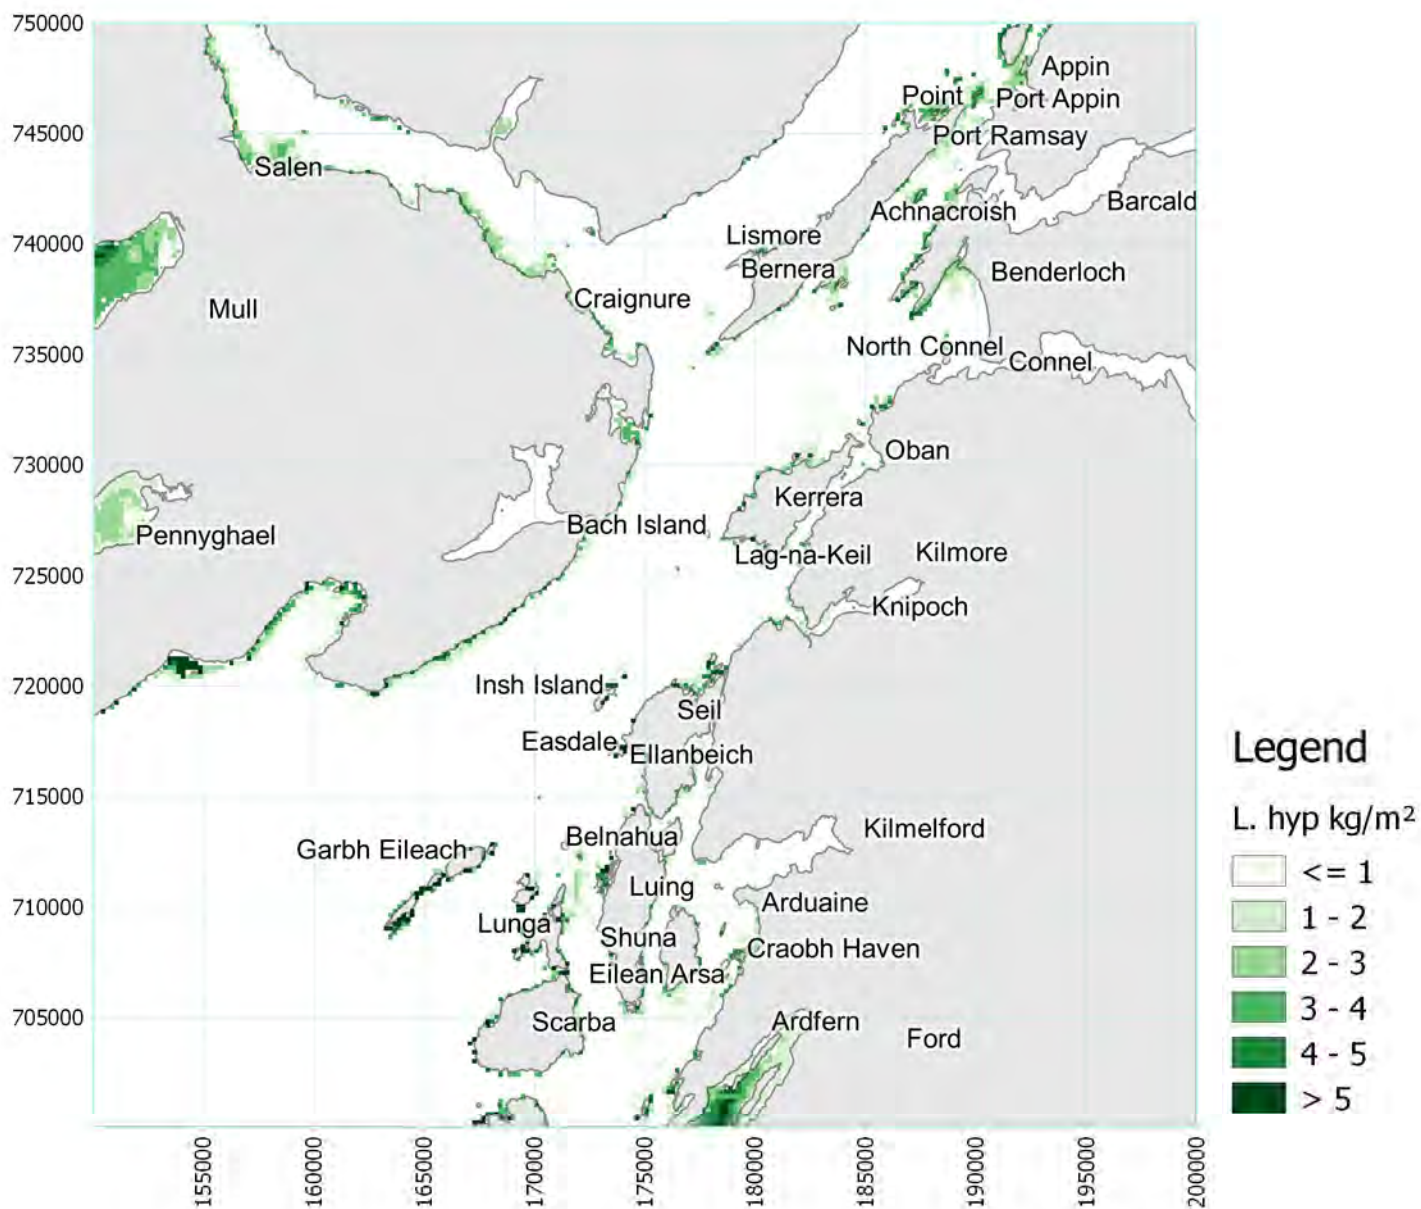 750000
Appin
Point
Port Appin
745000
Port Ramsay
Salen
Barcald
Achnacroish
740000
Lismore
Bernera
Benderloch
Mull
Craignure
735000
North Connel
Connel
730000
Oban
Kerrera
Bach Island
Pennyghael
Lag-na-Keil
Kilmore
725000
Knipoch
720000
Insh Island
Seil
Easdale
Ellanbeich
715000
Belnahua
Kilmelford
Garbh Eileach
Luing
710000
Arduaine
Lunga
Shuna
Craobh Haven
Eilean Arsa
705000
Scarba
Ardfern
Ford
155000
160000
165000
170000
175000
180000
185000
190000
195000
200000
Legend
L. hyp kg/m²
<= 1
1 - 2
2 - 3
3 - 4
4 - 5
> 5